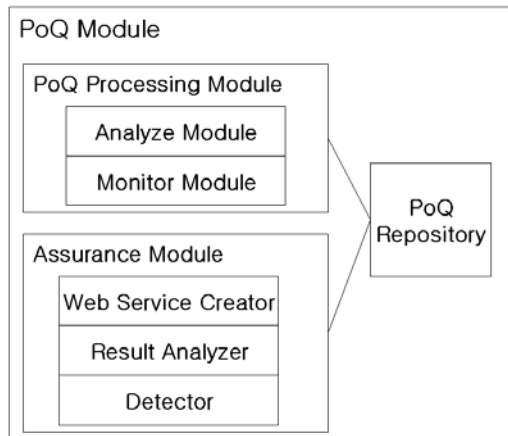 PoQ Module
PoQ Processing Module
Analyze Module
Monitor Module
PoQ
Repository
Assurance Module
Web Service Creator
Result Analyzer
Detector